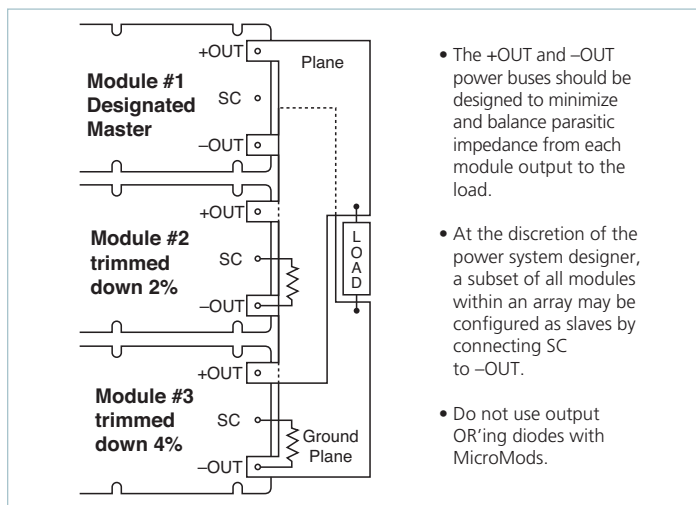 +OUT
Plane
Module #1
Designated
Master
SC
–OUT
+OUT
Module #2
trimmed
down 2%
SC
–OUT
L
O
A
D
+OUT
Module #3
trimmed
down 4%
SC
Ground
Plane
–OUT
• The +OUT and –OUT
power buses should be
designed to minimize
and balance parasitic
impedance from each
module output to the
load.
• At the discretion of the
power system designer,
a subset of all modules
within an array may be
configured as slaves by
connecting SC
to –OUT.
• Do not use output
OR’ing diodes with
MicroMods.